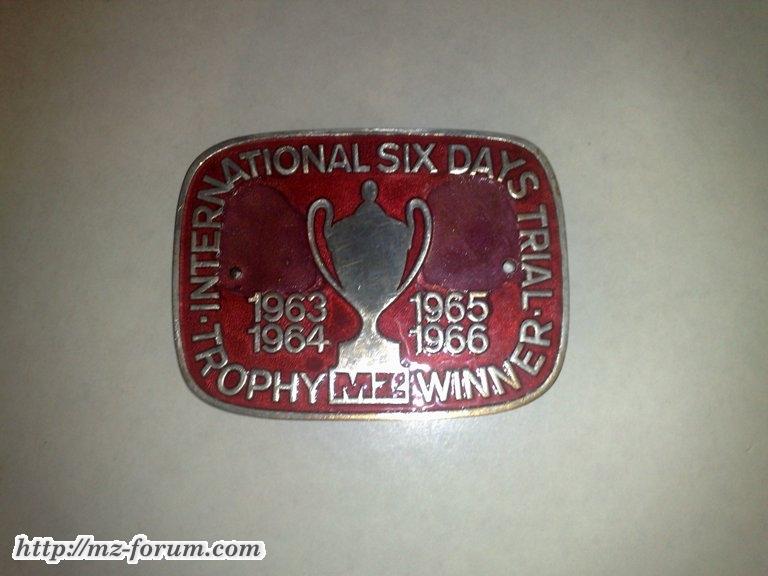 · INTERNATIONAL SIX DAYS TRIAL ·
1963 1965
1964 1966
TROPHY MZ WINNER
http://mz-forum.com